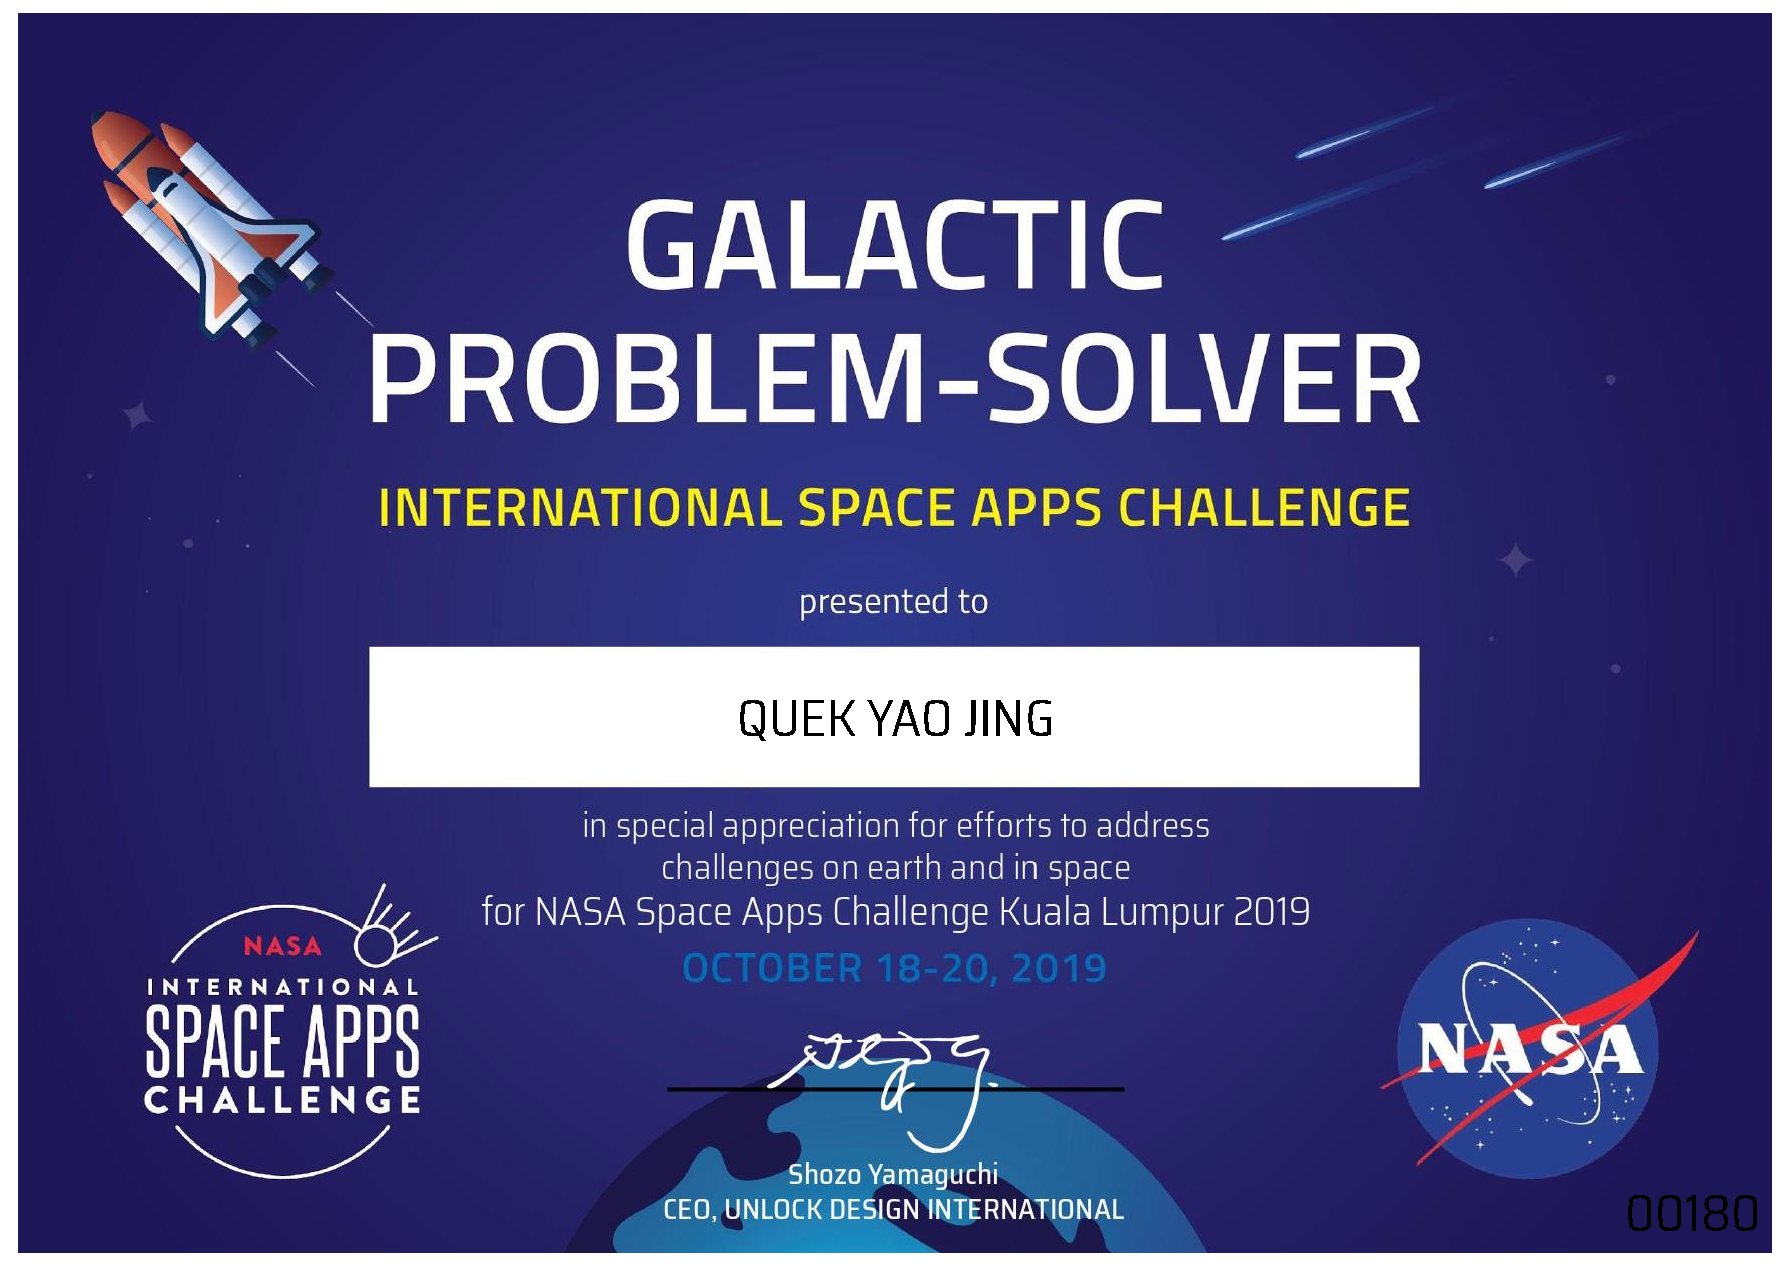 GALACTIC
PROBLEM-SOLVER
INTERNATIONAL SPACE APPS CHALLENGE
presented to
QUEK YAO JING
in special appreciation for efforts to address
challenges on earth and in space
for NASA Space Apps Challenge Kuala Lumpur 2019
OCTOBER 18-20, 2019
NASA
INTERNATIONAL
SPACE APPS
CHALLENGE
NASA
Shozo Yamaguchi
CEO, UNLOCK DESIGN INTERNATIONAL
00180